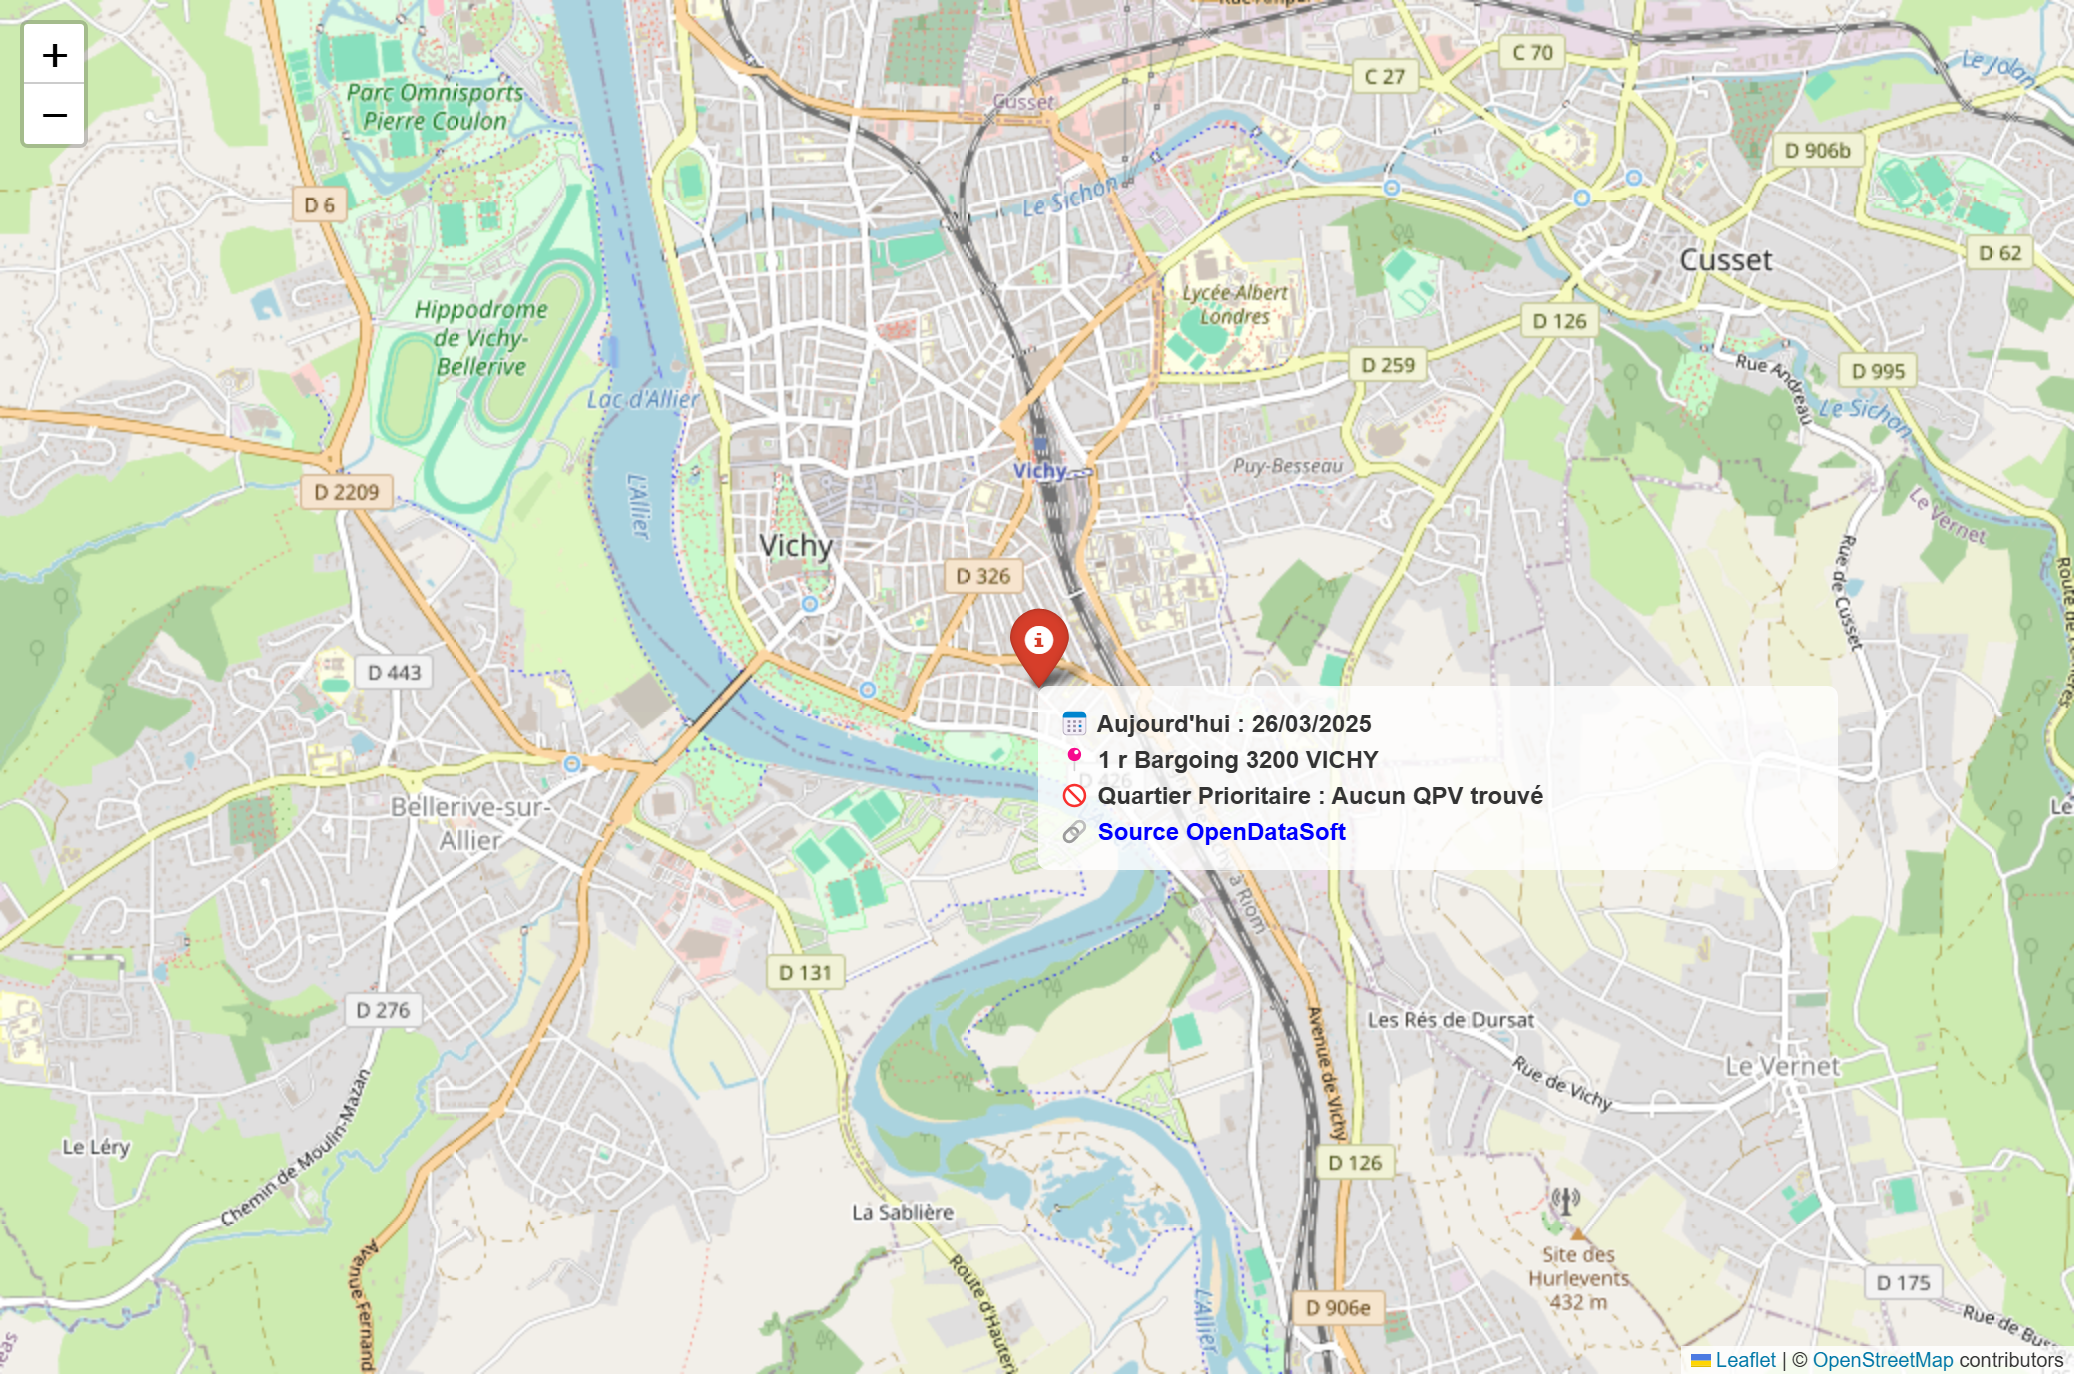 +
−
Parc Omnisports
Pierre Coulon
D 6
Cusset
Le Sichon
C 27
C 70
Le Jolan
D 906b
D 62
Cusset
Hippodrome
de Vichy-
Bellerive
Lycée Albert
Londres
D 126
D 259
D 995
Rue Andreau
Le Sichon
Lac d'Allier
L'Allier
D 2209
Vichy
Puy-Besseau
Le Vernet
Rue de Cusset
Vichy
D 326
D 443
Aujourd'hui : 26/03/2025
1 r Bargoing 3200 VICHY
Quartier Prioritaire : Aucun QPV trouvé
Source OpenDataSoft
D 426
Bellerive-sur-
Allier
à Riom
D 131
D 276
Les Rés de Dursat
Avenue de Vichy
Rue de Vichy
Le Vernet
Le Léry
Chemin de Moulin-Mazan
D 126
La Sablière
Site des
Hurlevents
432 m
Avenue Fernand
Route d'Hauteri
L'Allier
D 906e
D 175
Rue de Buss
Leaflet | © OpenStreetMap contributors